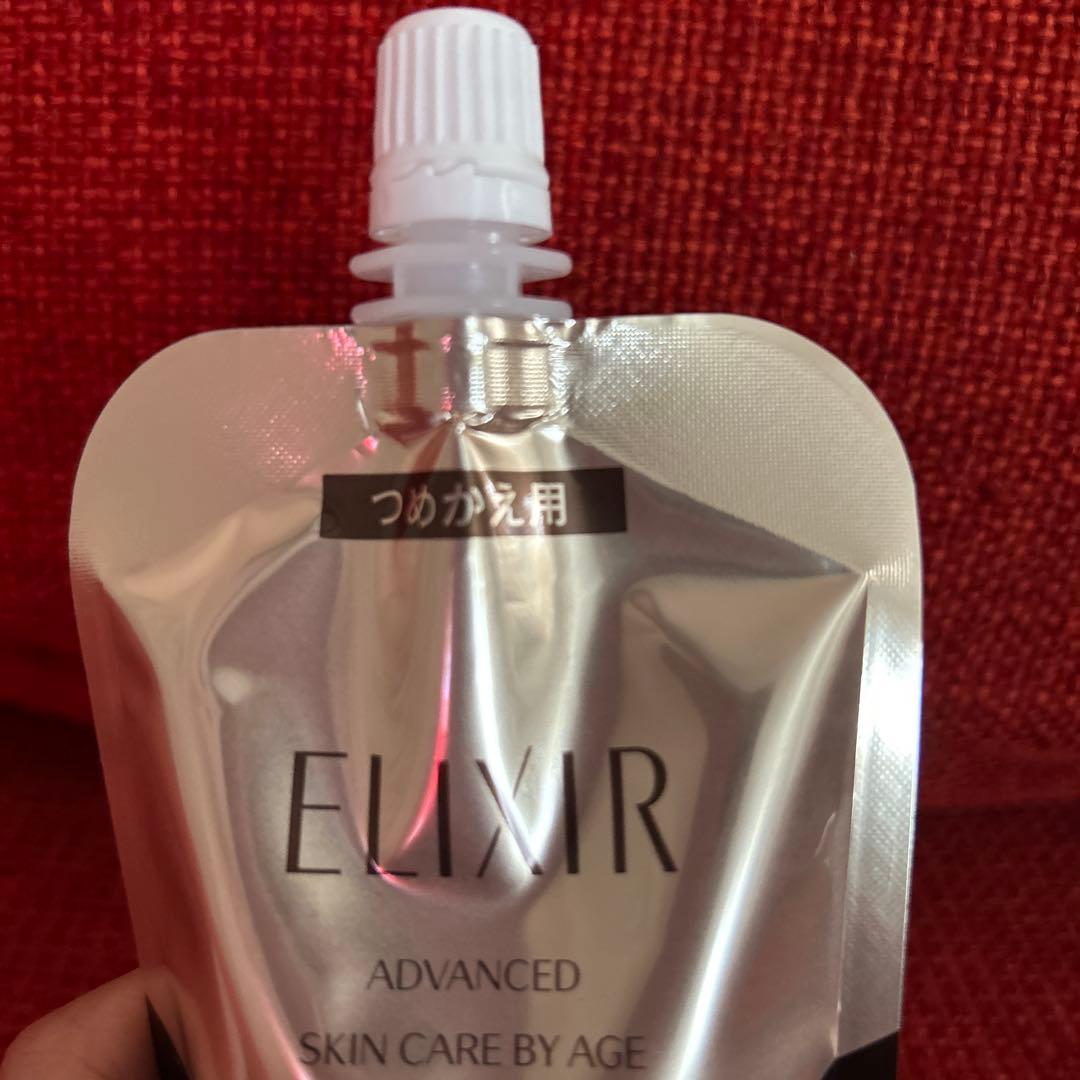 つめかえ用
ELIXIR
ADVANCED
SKIN CARE BY AGE